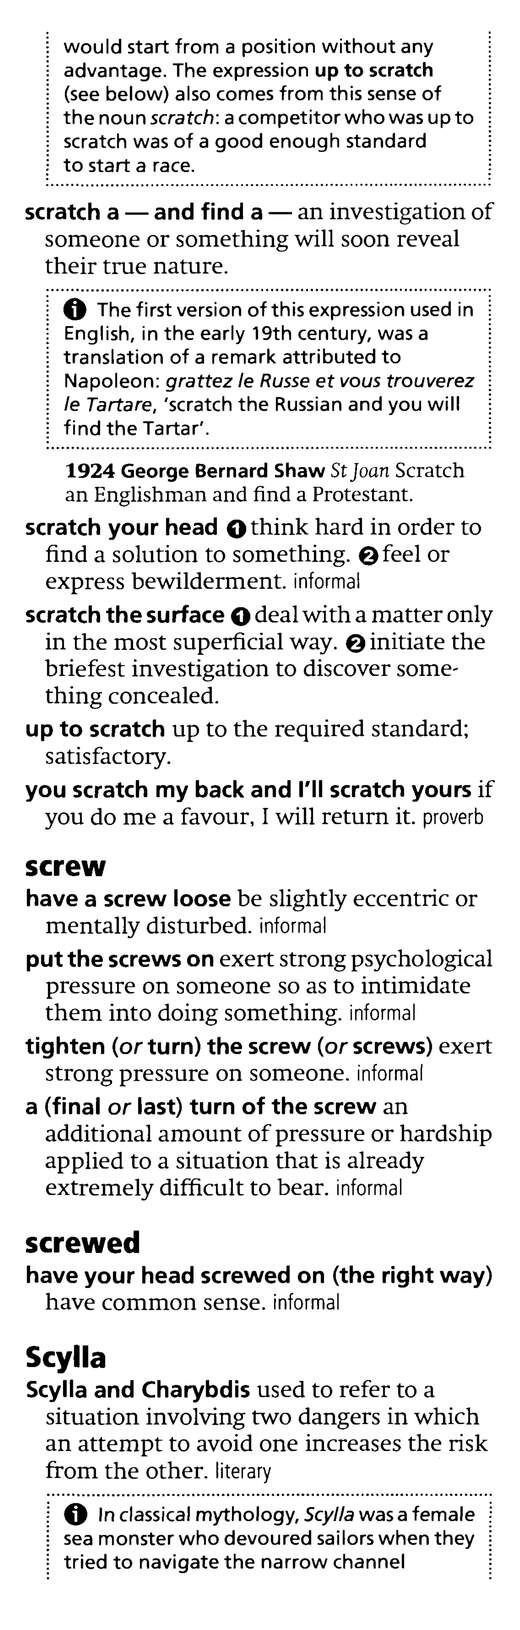 would start from a position without any
advantage. The expression up to scratch
(see below) also comes from this sense of
the noun scratch: a competitor who was up to
scratch was of a good enough standard
to start a race.
scratch a — and find a — an investigation of
someone or something will soon reveal
their true nature.
ℹ The first version of this expression used in
English, in the early 19th century, was a
translation of a remark attributed to
Napoleon: grattez le Russe et vous trouverez
le Tartare, ‘scratch the Russian and you will
find the Tartar’.
1924 George Bernard Shaw St Joan Scratch
an Englishman and find a Protestant.
scratch your head ❶ think hard in order to
find a solution to something. ❷ feel or
express bewilderment. informal
scratch the surface ❶ deal with a matter only
in the most superficial way. ❷ initiate the
briefest investigation to discover some-
thing concealed.
up to scratch up to the required standard;
satisfactory.
you scratch my back and I'll scratch yours if
you do me a favour, I will return it. proverb
screw
have a screw loose be slightly eccentric or
mentally disturbed. informal
put the screws on exert strong psychological
pressure on someone so as to intimidate
them into doing something. informal
tighten (or turn) the screw (or screws) exert
strong pressure on someone. informal
a (final or last) turn of the screw an
additional amount of pressure or hardship
applied to a situation that is already
extremely difficult to bear. informal
screwed
have your head screwed on (the right way)
have common sense. informal
Scylla
Scylla and Charybdis used to refer to a
situation involving two dangers in which
an attempt to avoid one increases the risk
from the other. literary
ℹ In classical mythology, Scylla was a female
sea monster who devoured sailors when they
tried to navigate the narrow channel